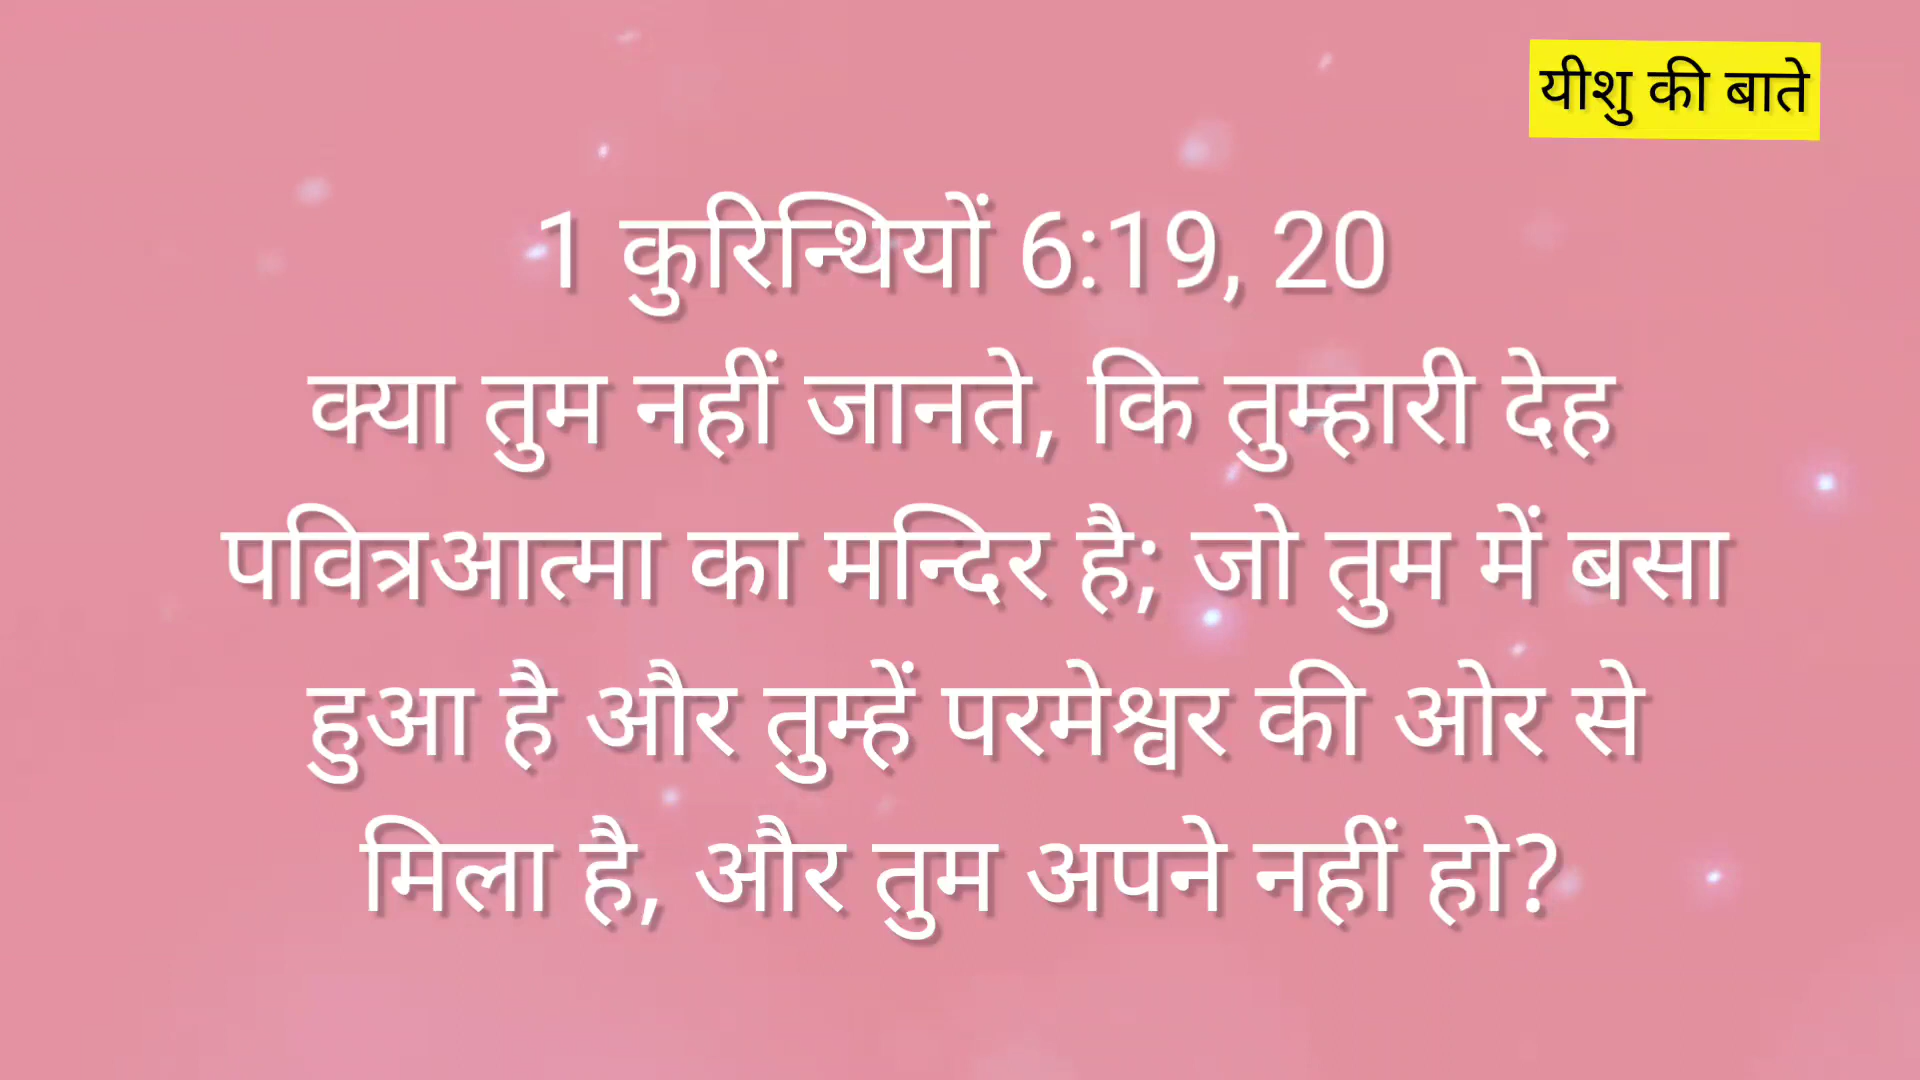 यीशु की बाते
1 कुरिन्थियों 6:19, 20
क्या तुम नहीं जानते, कि तुम्हारी देह
पवित्रआत्मा का मन्दिर है; जो तुम में बसा
हुआ है और तुम्हें परमेश्वर की ओर से
मिला है, और तुम अपने नहीं हो?